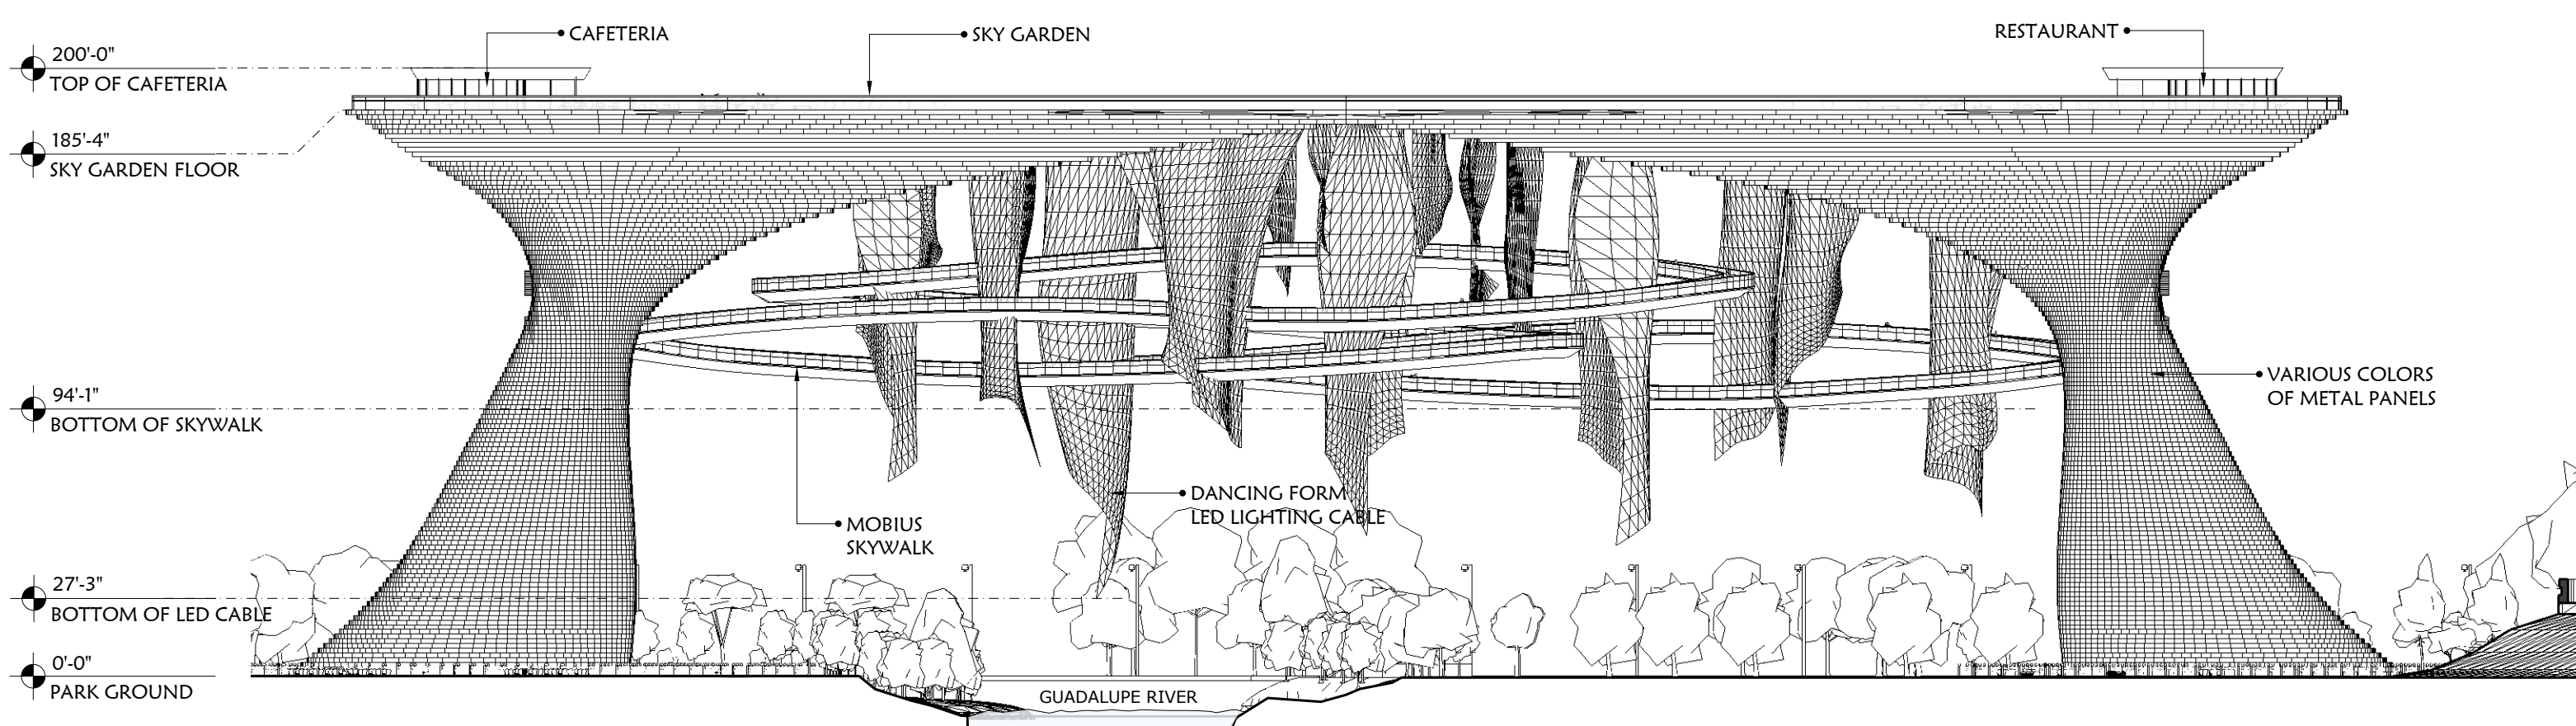 CAFETERIA
SKY GARDEN
RESTAURANT
200'-0"
TOP OF CAFETERIA
185'-4"
SKY GARDEN FLOOR
94'-1"
BOTTOM OF SKYWALK
VARIOUS COLORS
OF METAL PANELS
DANCING FORM
LED LIGHTING CABLE
MOBIUS
SKYWALK
27'-3"
BOTTOM OF LED CABLE
0'-0"
PARK GROUND
GUADALUPE RIVER